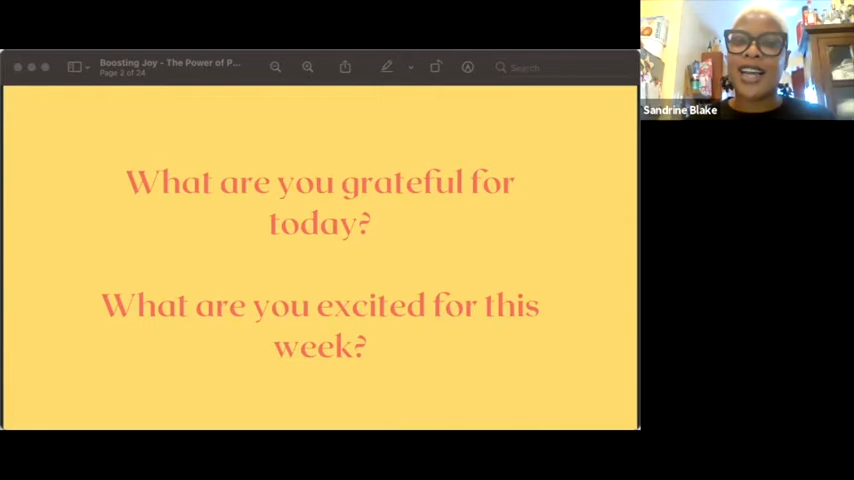 Boosting Joy - The Power of P...
Page 2 of 24
Search
Sandrine Blake
What are you grateful for
today?
What are you excited for this
week?